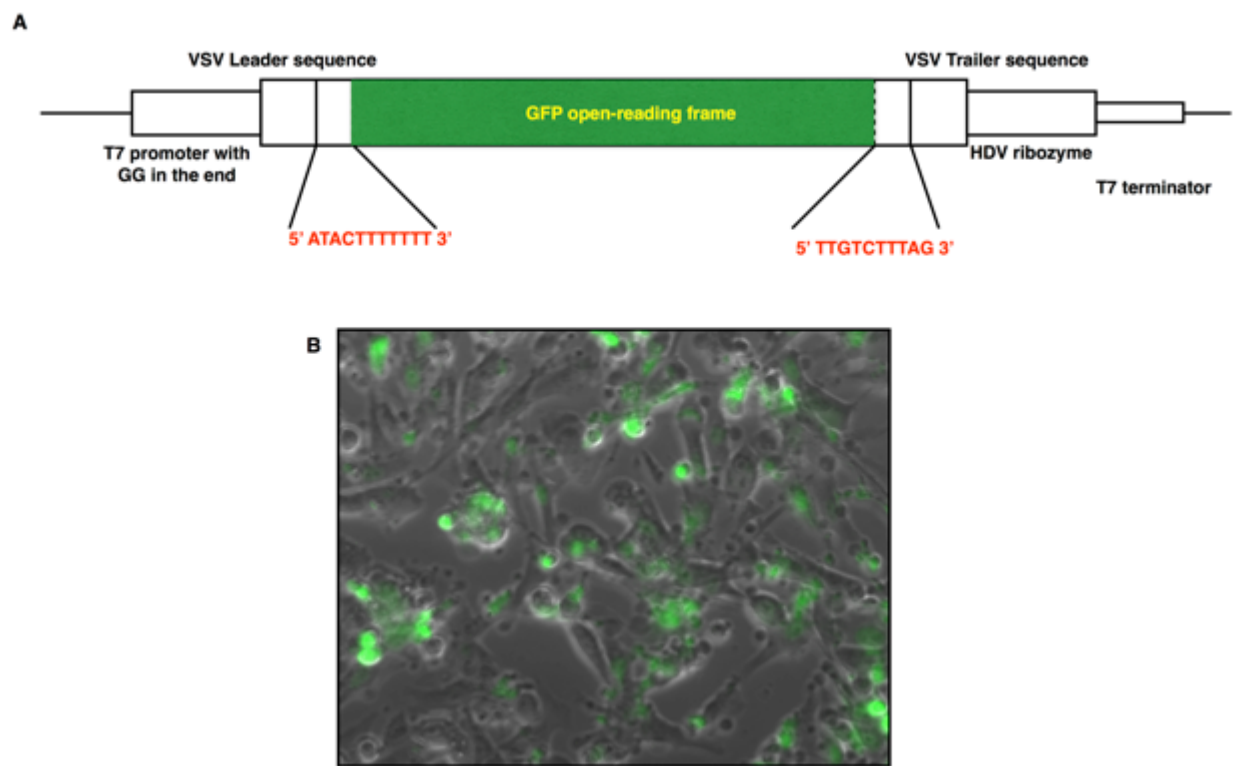 A
VSV Leader sequence
VSV Trailer sequence
GFP open-reading frame
T7 promoter with
GG in the end
HDV ribozyme
T7 terminator
5' ATACTTTTTTT 3'
5' TTGTCTTTAG 3'
B